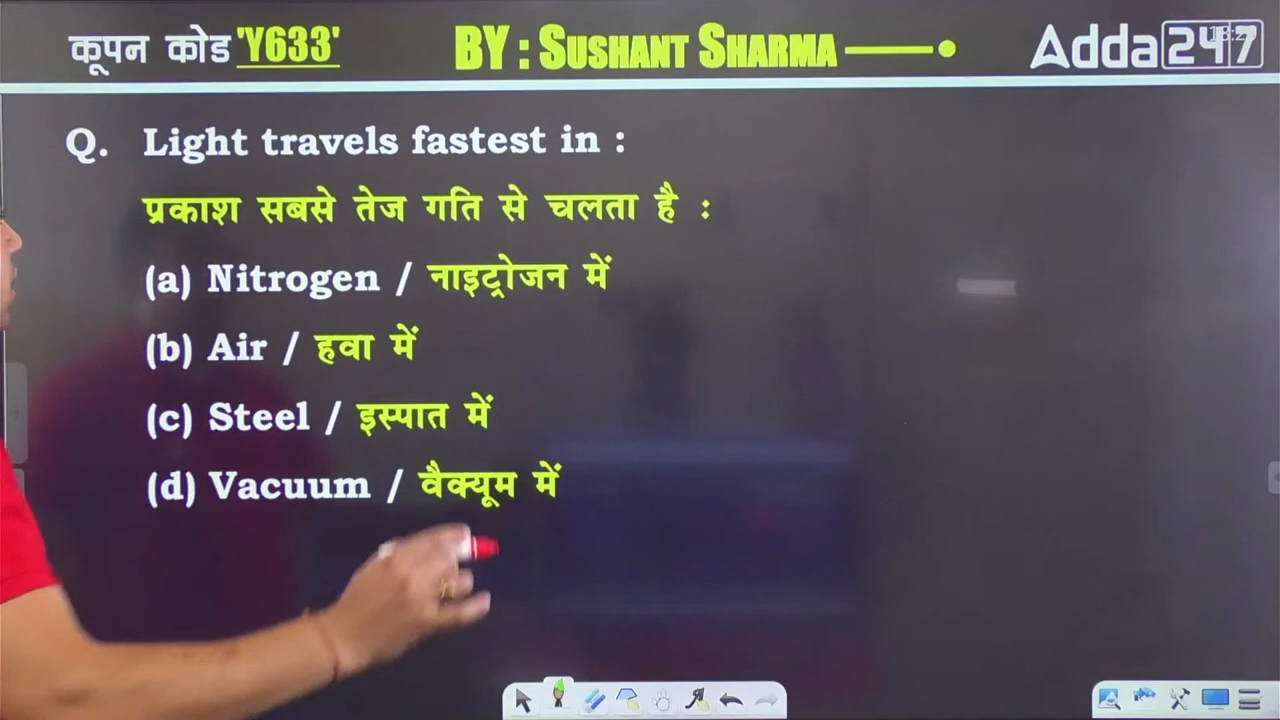 कूपन कोड 'Y633' BY : SUSHANT SHARMA Adda247
Q. Light travels fastest in :
प्रकाश सबसे तेज गति से चलता है :
(a) Nitrogen / नाइट्रोजन में
(b) Air / हवा में
(c) Steel / इस्पात में
(d) Vacuum / वैक्यूम में